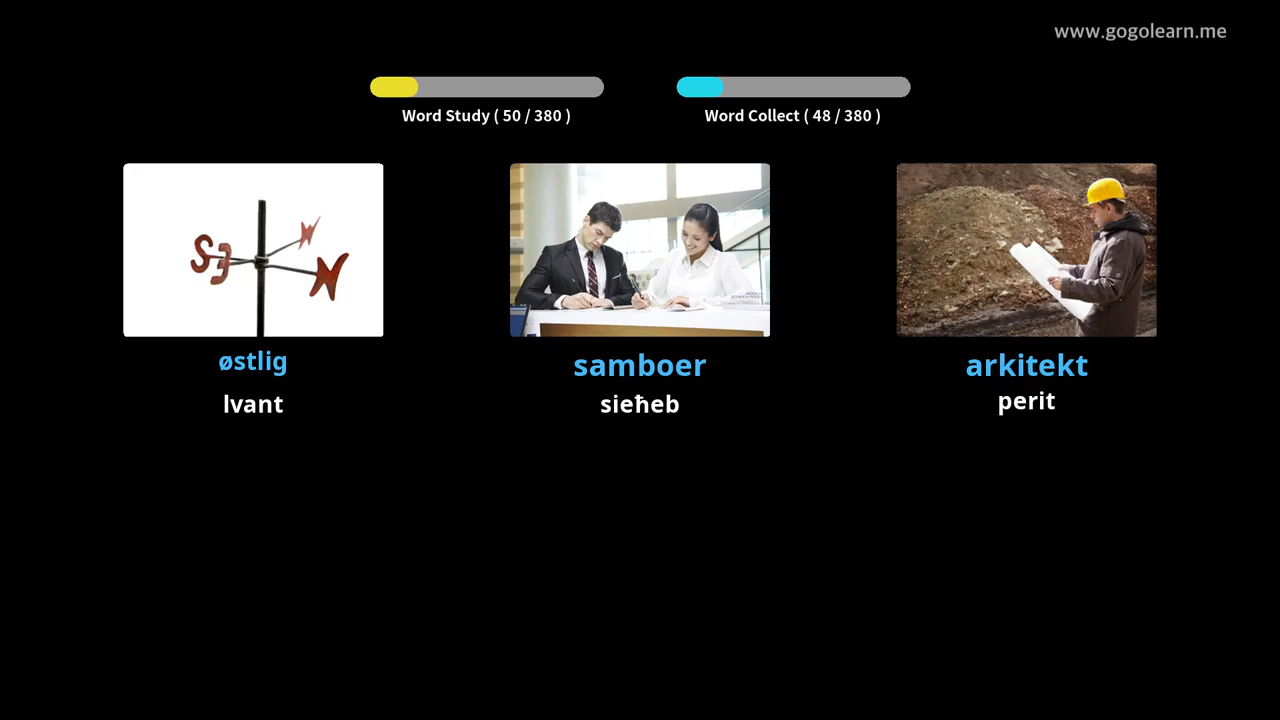 www.gogolearn.me
Word Study ( 50 / 380 )
Word Collect ( 48 / 380 )
østlig
lvant
samboer
sieħeb
arkitekt
perit